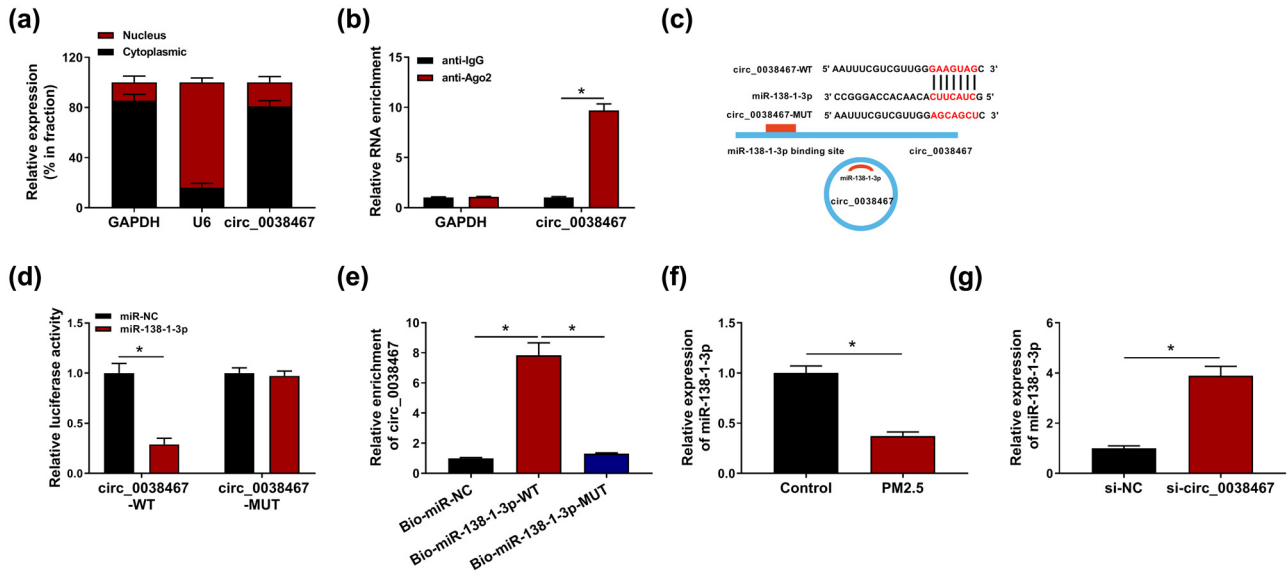 (a)
Nucleus
Cytoplasmic
Relative expression
(% in fraction)
120
80
40
0
GAPDH
U6
circ_0038467
(b)
anti-IgG
anti-Ago2
Relative RNA enrichment
15
10
5
0
*
GAPDH
circ_0038467
(c)
circ_0038467-WT 5' AAUUUCGUCGUUGGGAAGUAGC 3'
miR-138-1-3p 3' CCGGGACCACAACACUUCAUCG 5'
circ_0038467-MUT 5' AAUUUCGUCGUUGGAGCAGCUC 3'
miR-138-1-3p binding site
circ_0038467
miR-138-1-3p
circ_0038467
(d)
miR-NC
miR-138-1-3p
Relative luciferase activity
1.5
1.0
0.5
0.0
*
circ_0038467
-WT
circ_0038467
-MUT
(e)
Relative enrichment
of circ_0038467
10
8
6
4
2
0
*
*
Bio-miR-NC
Bio-miR-138-1-3p-WT
Bio-miR-138-1-3p-MUT
(f)
Relative expression
of miR-138-1-3p
1.5
1.0
0.5
0.0
*
Control
PM2.5
(g)
Relative expression
of miR-138-1-3p
6
4
2
0
*
si-NC
si-circ_0038467